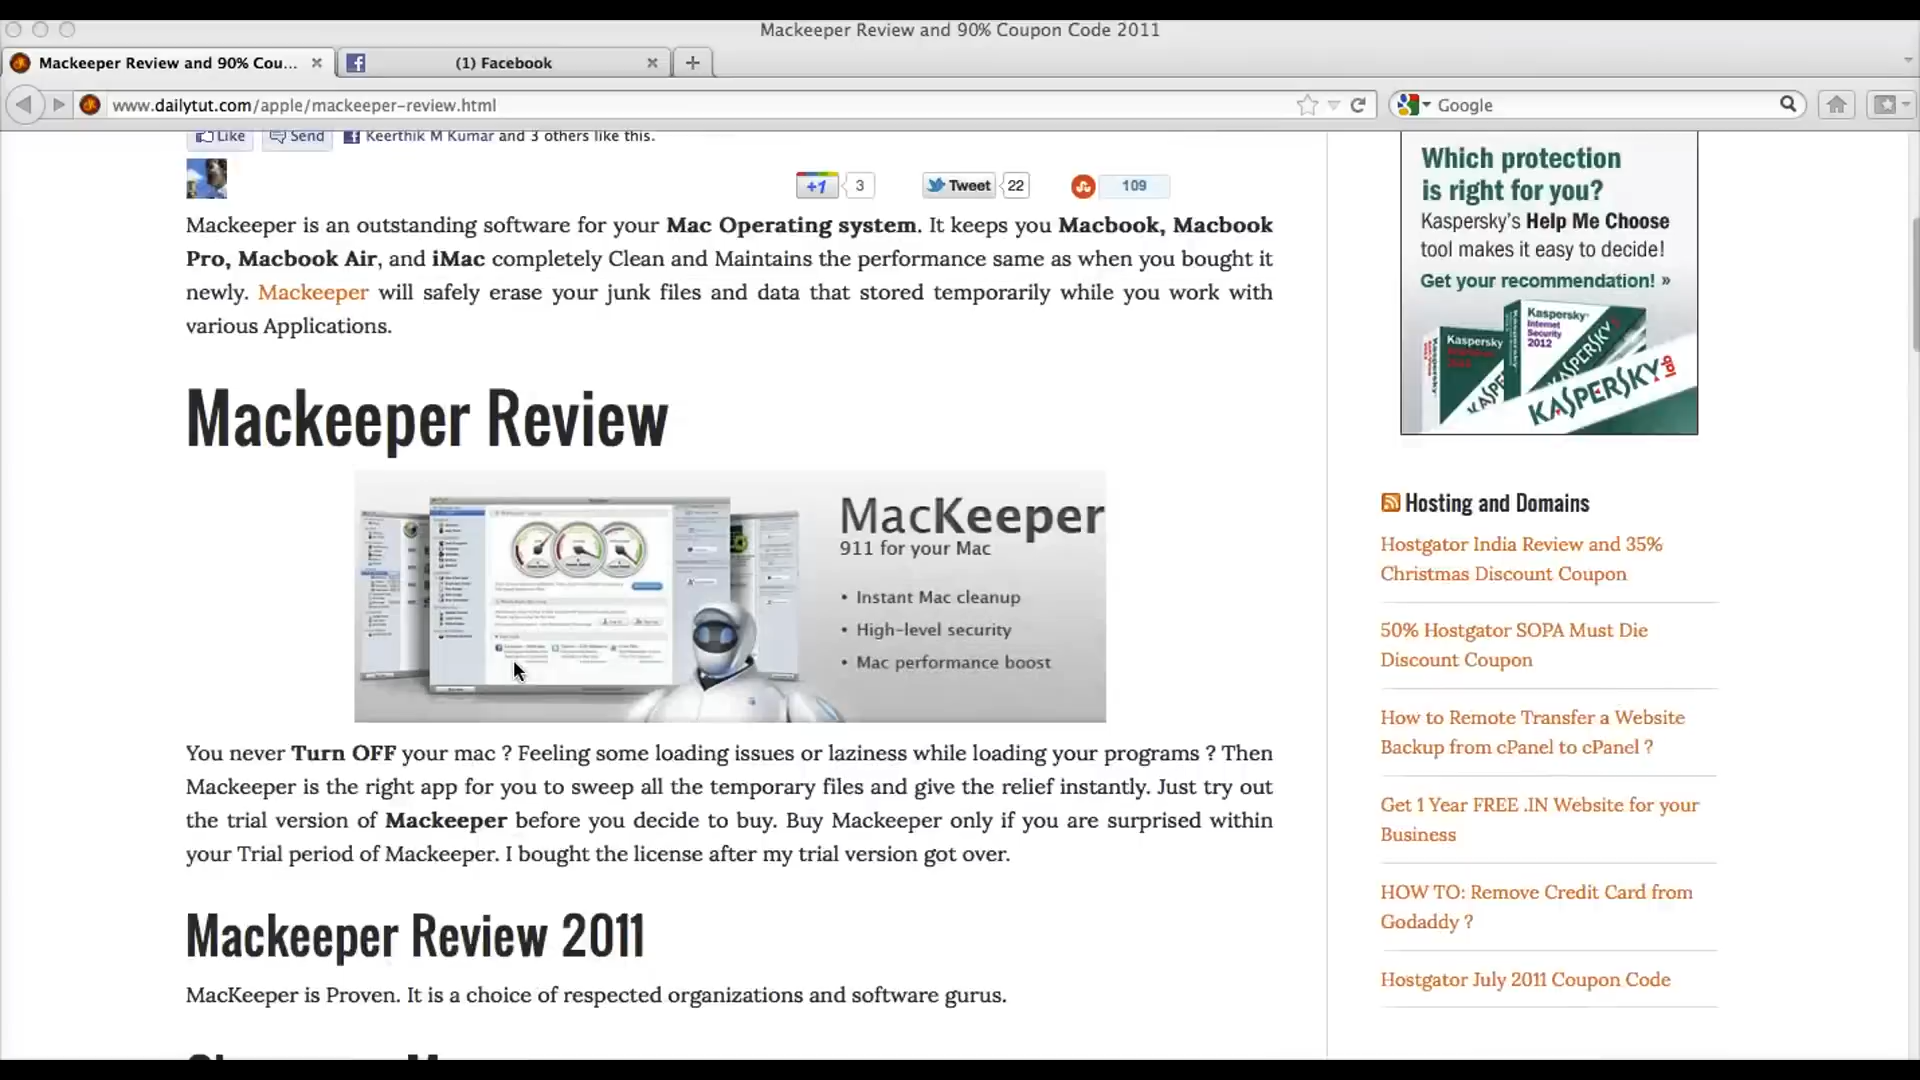 Mackeeper Review and 90% Coupon Code 2011
Mackeeper Review and 90% Cou...
(1) Facebook
www.dailytut.com/apple/mackeeper-review.html
Google
Like
Send
Keerthik M Kumar and 3 others like this.
+1
3
Tweet
22
109
Mackeeper is an outstanding software for your Mac Operating system. It keeps you Macbook, Macbook
Pro, Macbook Air, and iMac completely Clean and Maintains the performance same as when you bought it
newly. Mackeeper will safely erase your junk files and data that stored temporarily while you work with
various Applications.
Mackeeper Review
MacKeeper
911 for your Mac
• Instant Mac cleanup
• High-level security
• Mac performance boost
You never Turn OFF your mac ? Feeling some loading issues or laziness while loading your programs ? Then
Mackeeper is the right app for you to sweep all the temporary files and give the relief instantly. Just try out
the trial version of Mackeeper before you decide to buy. Buy Mackeeper only if you are surprised within
your Trial period of Mackeeper. I bought the license after my trial version got over.
Mackeeper Review 2011
MacKeeper is Proven. It is a choice of respected organizations and software gurus.
Which protection
is right for you?
Kaspersky's Help Me Choose
tool makes it easy to decide!
Get your recommendation! »
Kaspersky
Internet
Security
2012
Kaspersky
KASPERSKY
KASPERSKY lab
Hosting and Domains
Hostgator India Review and 35%
Christmas Discount Coupon
50% Hostgator SOPA Must Die
Discount Coupon
How to Remote Transfer a Website
Backup from cPanel to cPanel ?
Get 1 Year FREE .IN Website for your
Business
HOW TO: Remove Credit Card from
Godaddy ?
Hostgator July 2011 Coupon Code